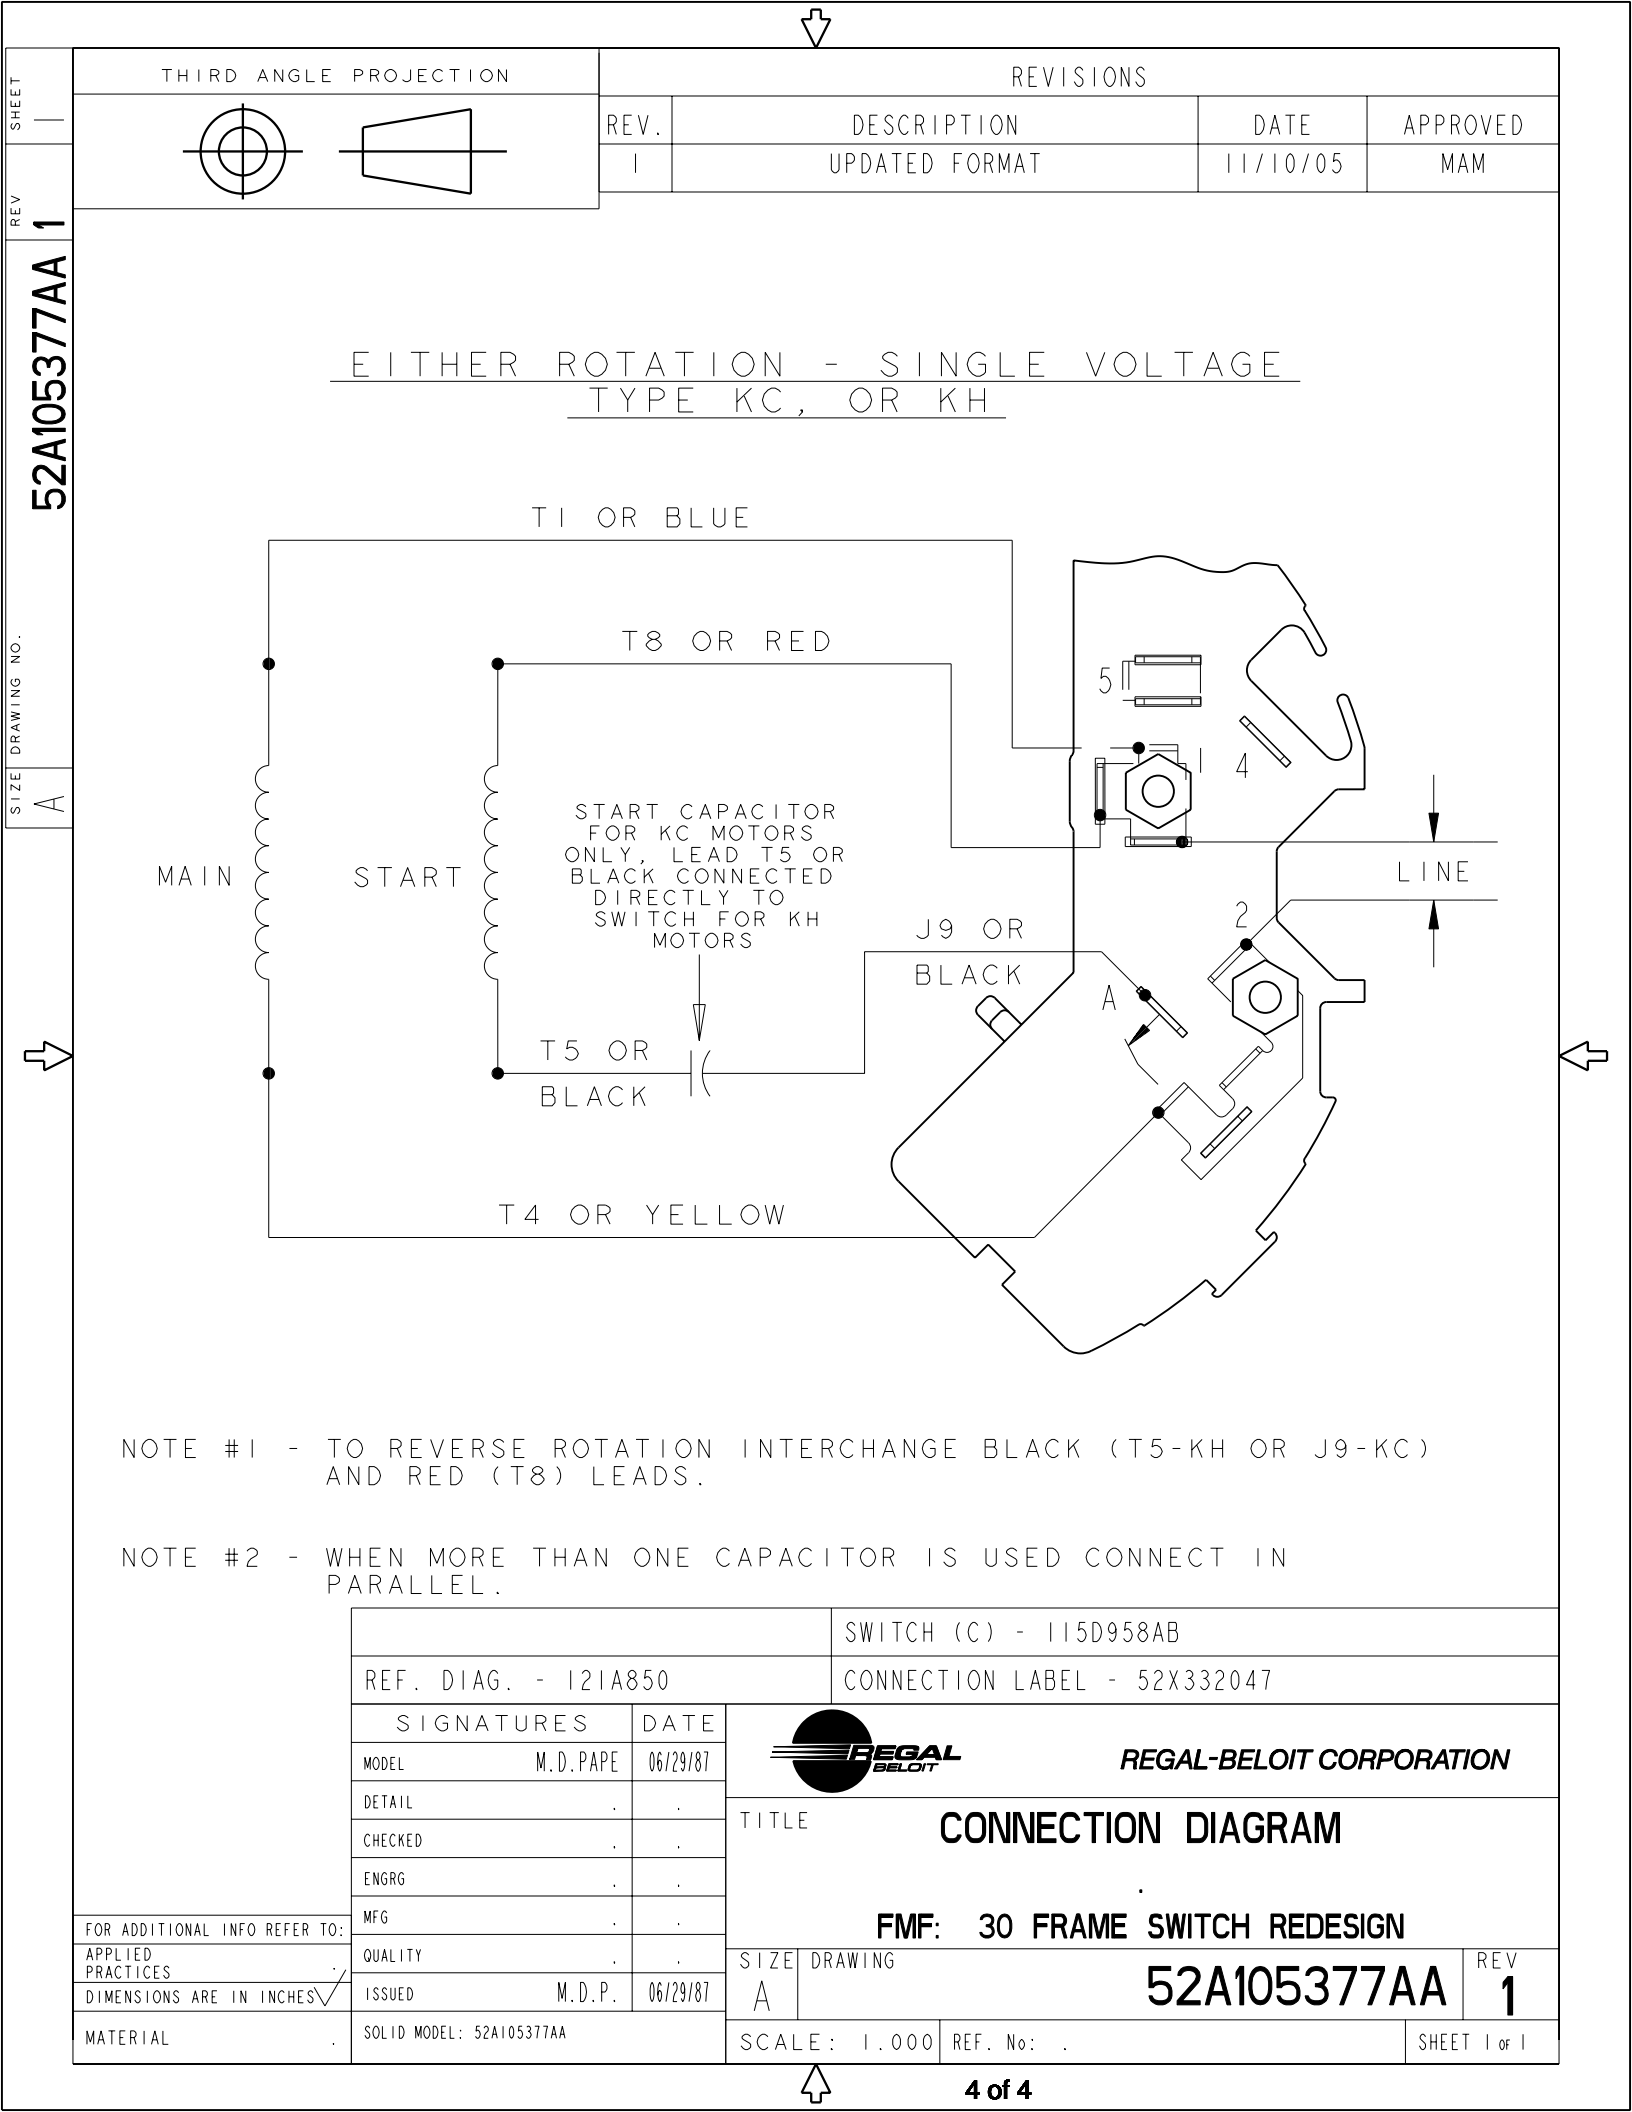 THIRD ANGLE PROJECTION
REVISIONS
REV. DESCRIPTION DATE APPROVED
1 UPDATED FORMAT 11/10/05 MAM
SHEET 1
REV 1
DRAWING NO. 52A105377AA
SIZE A
EITHER ROTATION - SINGLE VOLTAGE
TYPE KC, OR KH
T1 OR BLUE
T8 OR RED
5
1
4
START CAPACITOR
FOR KC MOTORS
ONLY, LEAD T5 OR
BLACK CONNECTED
DIRECTLY TO
SWITCH FOR KH
MOTORS
MAIN
START
LINE
2
J9 OR
BLACK
A
T5 OR
BLACK
T4 OR YELLOW
NOTE #1 - TO REVERSE ROTATION INTERCHANGE BLACK (T5-KH OR J9-KC)
AND RED (T8) LEADS.
NOTE #2 - WHEN MORE THAN ONE CAPACITOR IS USED CONNECT IN
PARALLEL.
SWITCH (C) - 115D958AB
REF. DIAG. - 121A850
CONNECTION LABEL - 52X332047
SIGNATURES DATE
MODEL M.D.PAPE 06/29/87
DETAIL . .
CHECKED . .
ENGRG . .
MFG . .
QUALITY . .
ISSUED M.D.P. 06/29/87
SOLID MODEL: 52A105377AA
FOR ADDITIONAL INFO REFER TO:
APPLIED
PRACTICES .
DIMENSIONS ARE IN INCHES
MATERIAL .
REGAL
BELOIT
REGAL-BELOIT CORPORATION
TITLE
CONNECTION DIAGRAM
.
FMF: 30 FRAME SWITCH REDESIGN
SIZE
A
DRAWING
52A105377AA
REV
1
SCALE: 1.000
REF. No: .
SHEET 1 OF 1
4 of 4